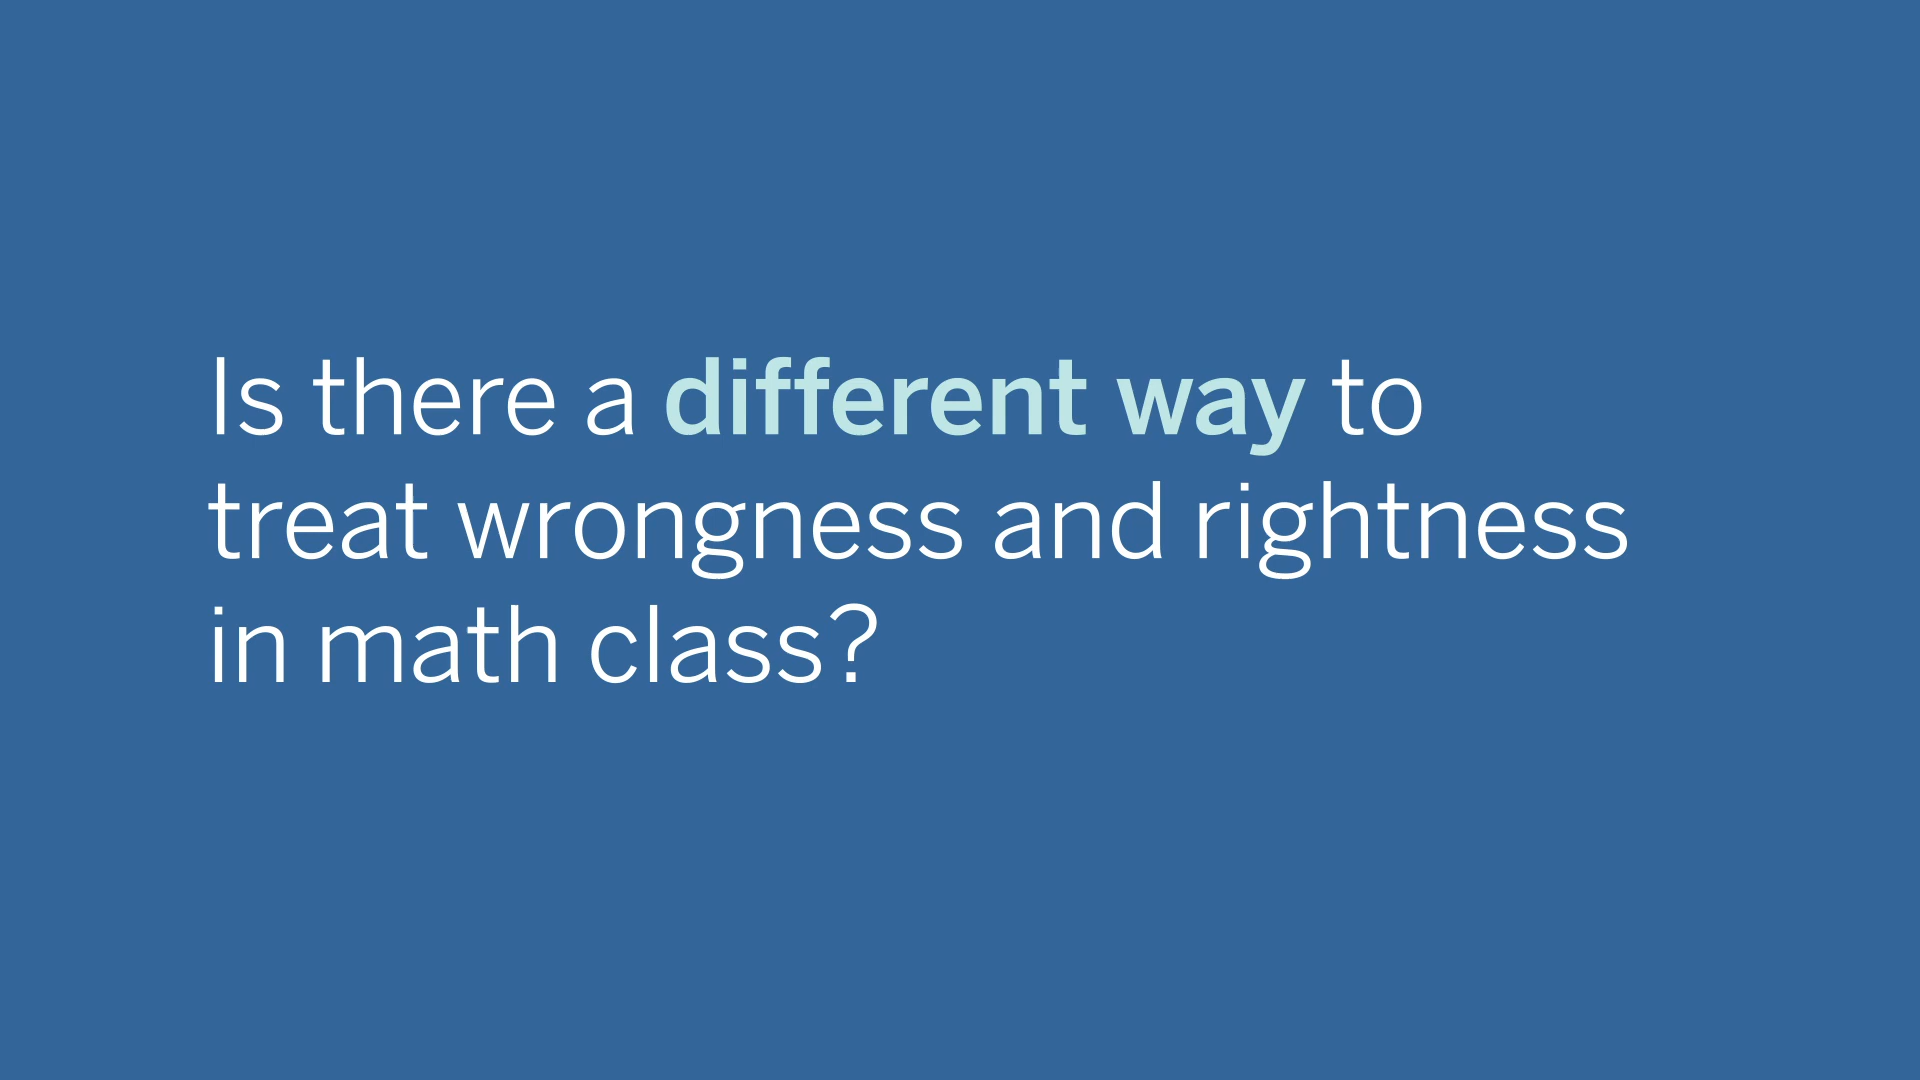 Is there a different way to
treat wrongness and rightness
in math class?